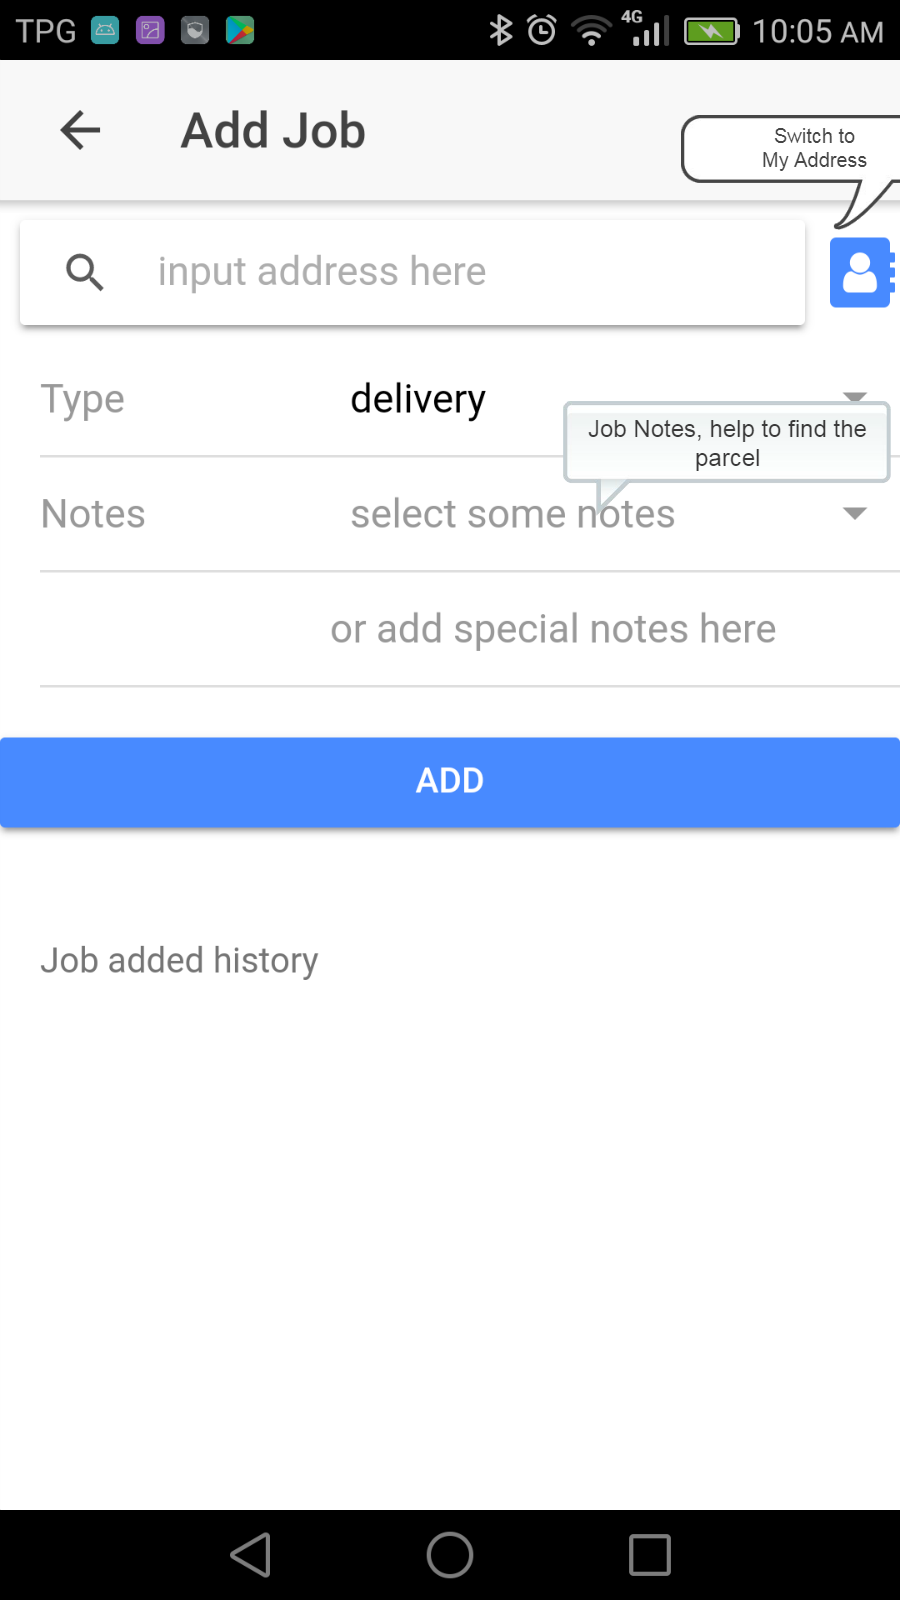 TPG 4G 10:05 AM
Add Job
Switch to
My Address
input address here
Type delivery
Job Notes, help to find the
parcel
Notes select some notes
or add special notes here
ADD
Job added history